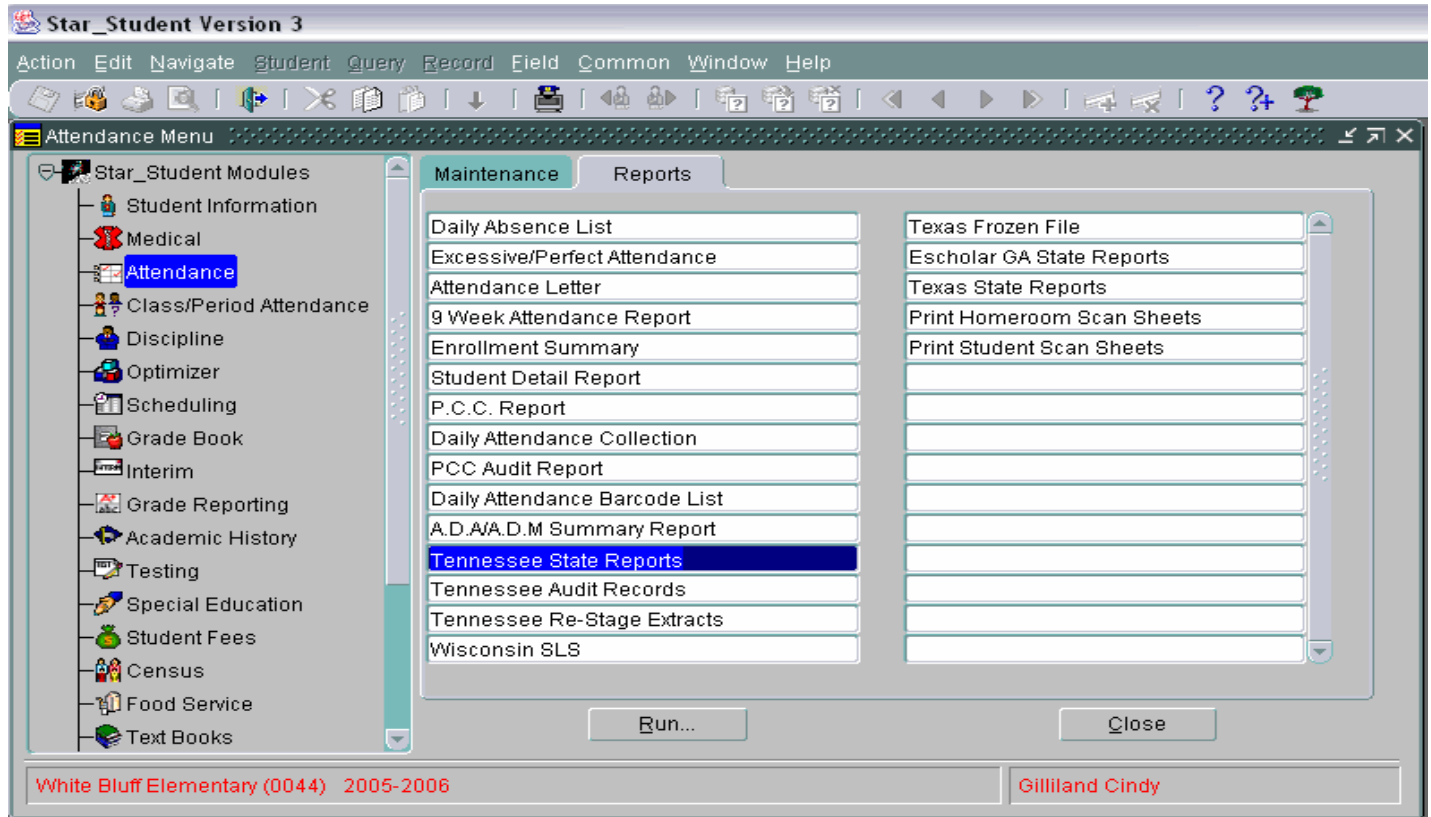 Star_Student Version 3
Action Edit Navigate Student Query Record Field Common Window Help
Attendance Menu
Star_Student Modules
Student Information
Medical
Attendance
Class/Period Attendance
Discipline
Optimizer
Scheduling
Grade Book
Interim
Grade Reporting
Academic History
Testing
Special Education
Student Fees
Census
Food Service
Text Books
Maintenance Reports
Daily Absence List
Excessive/Perfect Attendance
Attendance Letter
9 Week Attendance Report
Enrollment Summary
Student Detail Report
P.C.C. Report
Daily Attendance Collection
PCC Audit Report
Daily Attendance Barcode List
A.D.A/A.D.M Summary Report
Tennessee State Reports
Tennessee Audit Records
Tennessee Re-Stage Extracts
Wisconsin SLS
Texas Frozen File
Escholar GA State Reports
Texas State Reports
Print Homeroom Scan Sheets
Print Student Scan Sheets
Run... Close
White Bluff Elementary (0044) 2005-2006 Gilliland Cindy